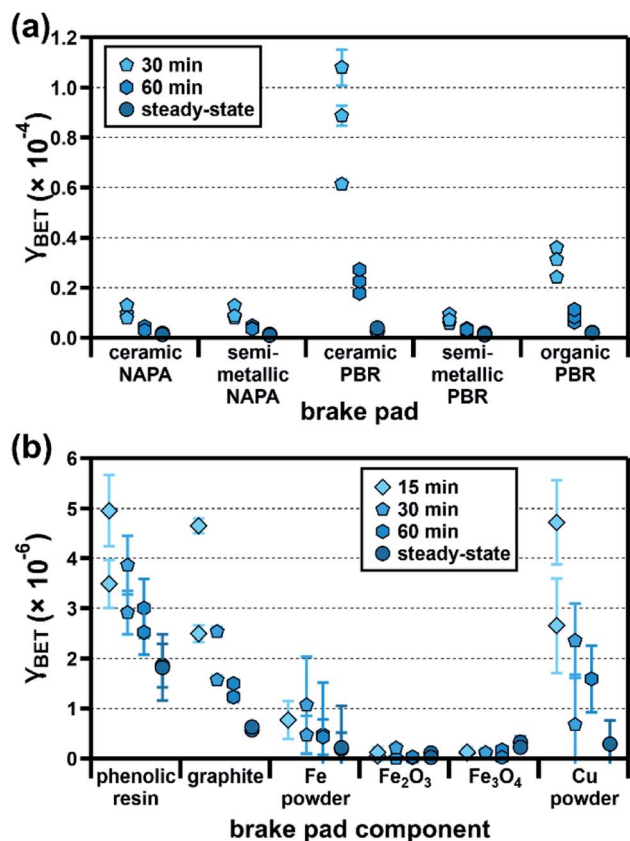 (a)
1.2
1.0
0.8
0.6
0.4
0.2
0.0
γBET (× 10-4)
30 min
60 min
steady-state
ceramic NAPA
semi-metallic NAPA
ceramic PBR
semi-metallic PBR
organic PBR
brake pad
(b)
6
5
4
3
2
1
0
γBET (× 10-6)
15 min
30 min
60 min
steady-state
phenolic resin
graphite
Fe powder
Fe2O3
Fe3O4
Cu powder
brake pad component